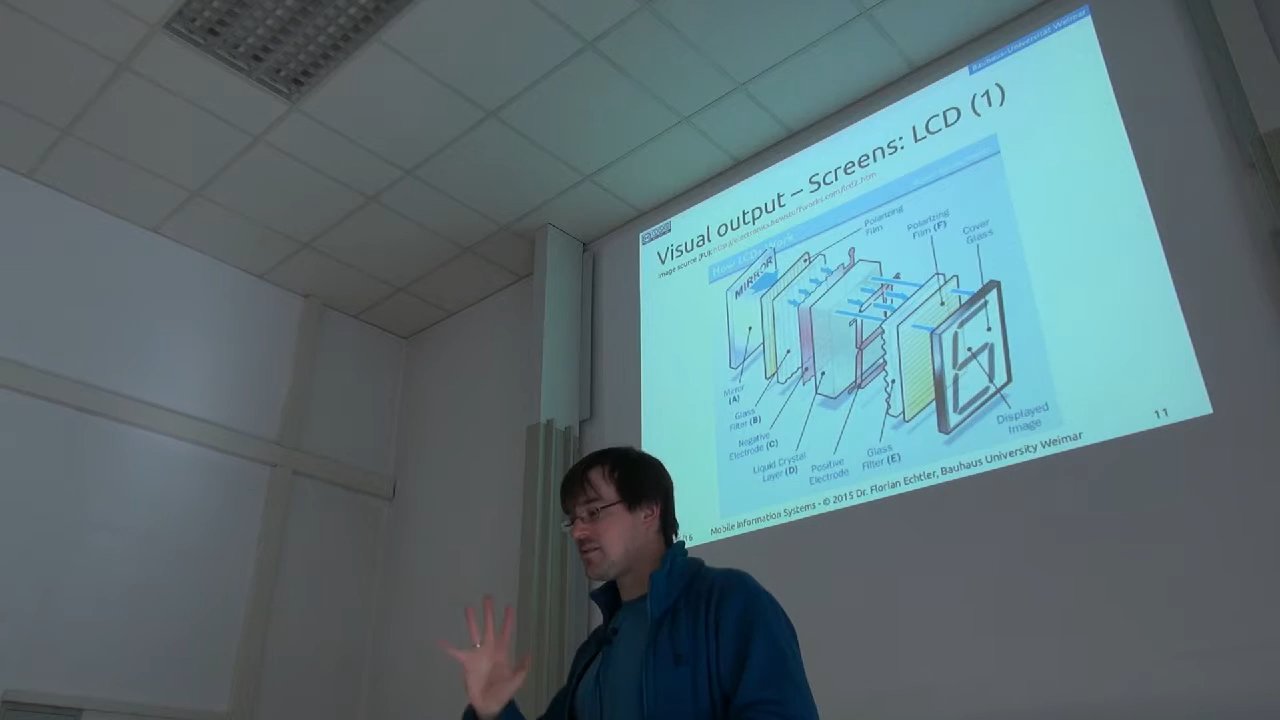 Bauhaus-Universität Weimar
Visual output – Screens: LCD (1)
MIRROR
Polarizing
Film
Polarizing
Film (F)
Cover
Glass
Mirror
(A)
Glass
Filter (B)
Negative
Electrode (C)
Liquid Crystal
Layer (D)
Positive
Electrode
Glass
Filter (E)
Displayed
Image
11
Mobile Information Systems - © 2015 Dr. Florian Echtler, Bauhaus University Weimar